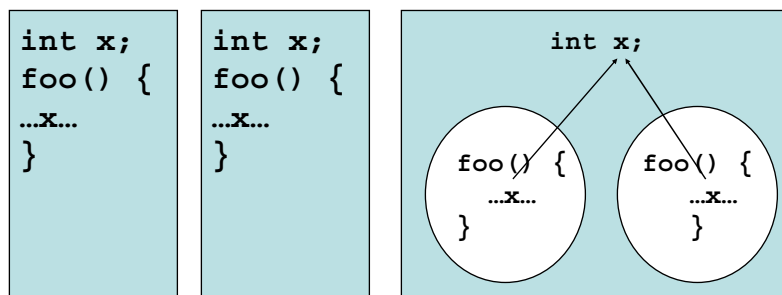 int x;
foo() {
…x…
}
int x;
foo() {
…x…
}
int x;
foo() {
…x…
}
foo() {
…x…
}